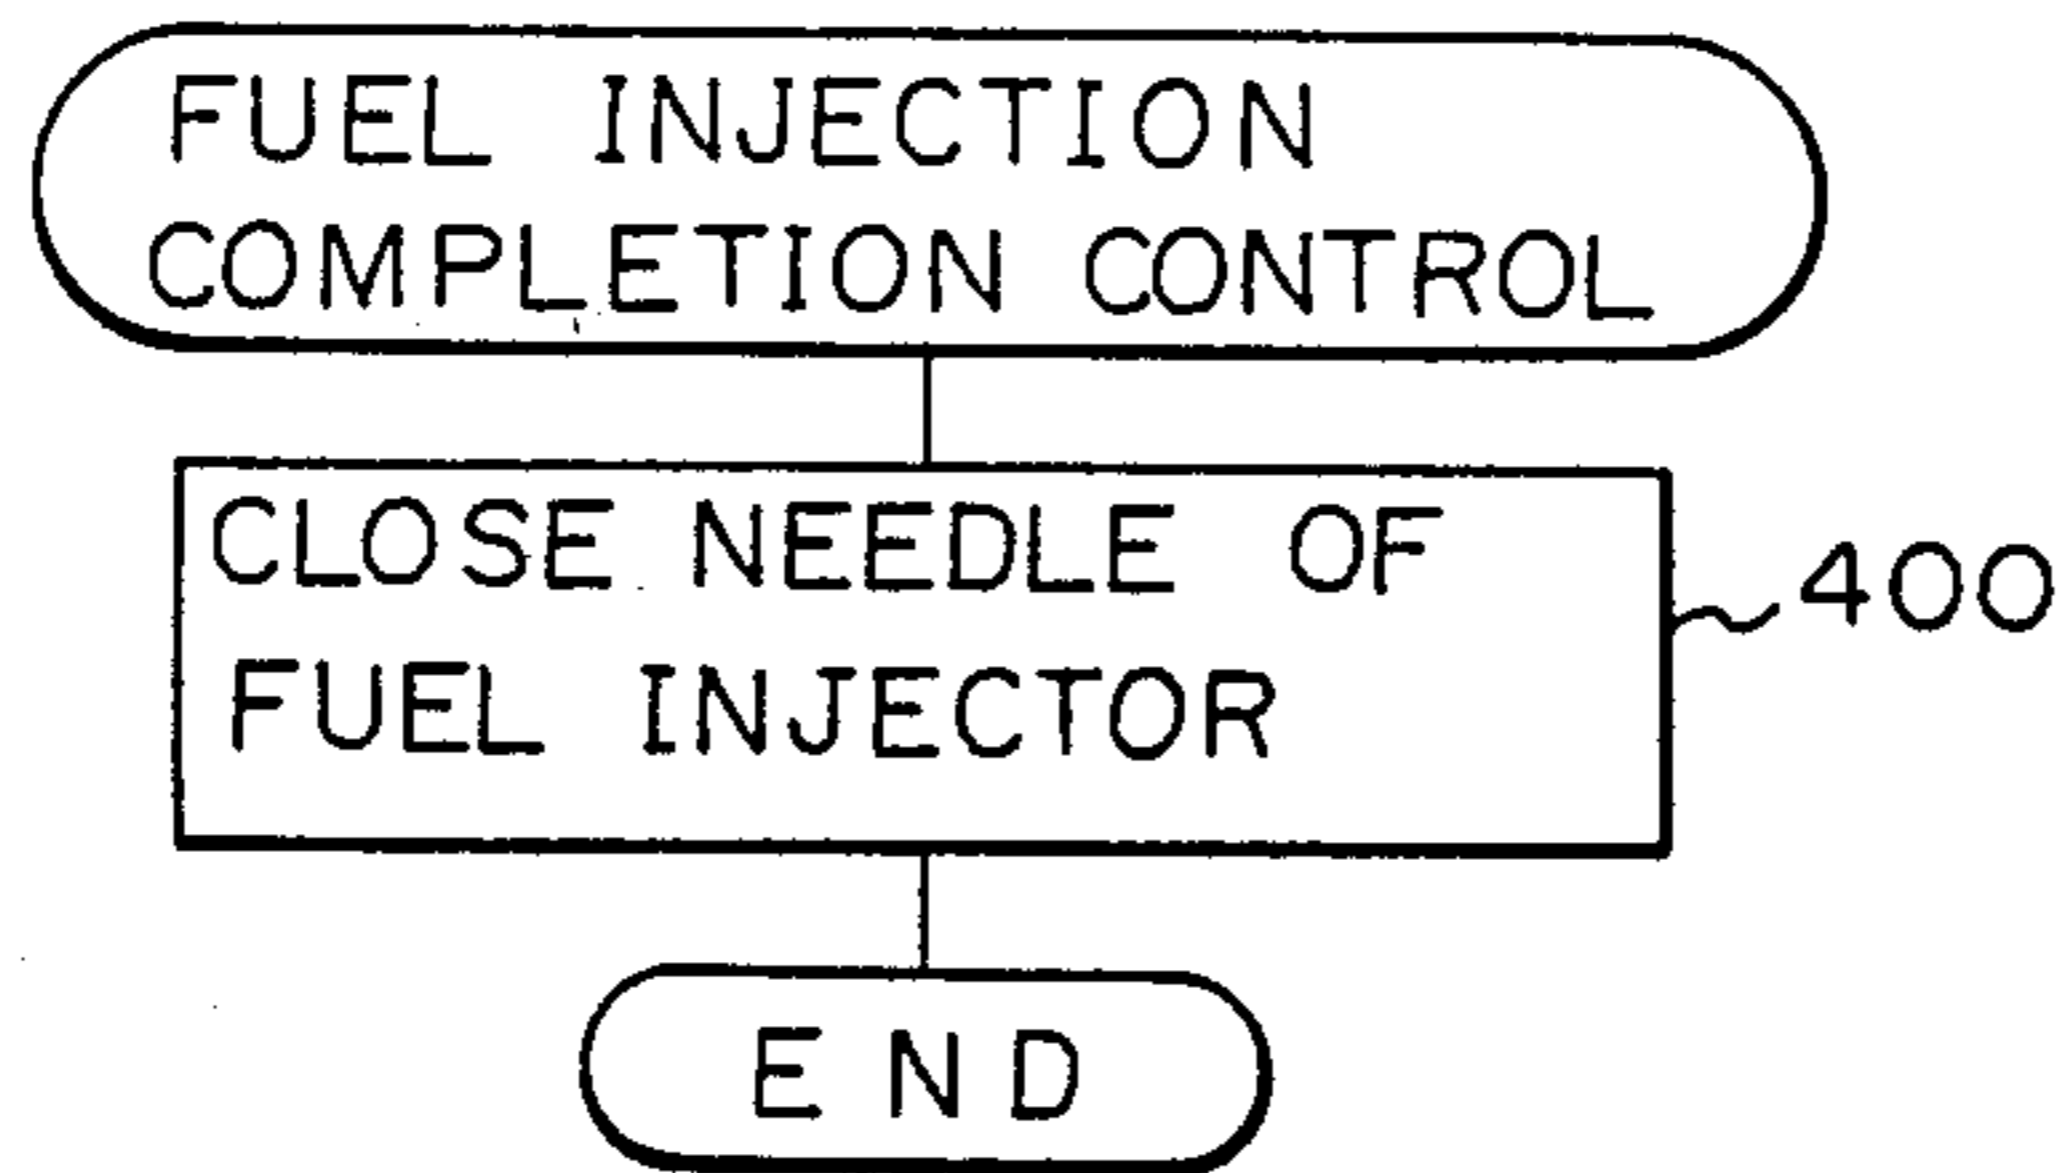 FUEL INJECTION
COMPLETION CONTROL
CLOSE NEEDLE OF
FUEL INJECTOR
400
END